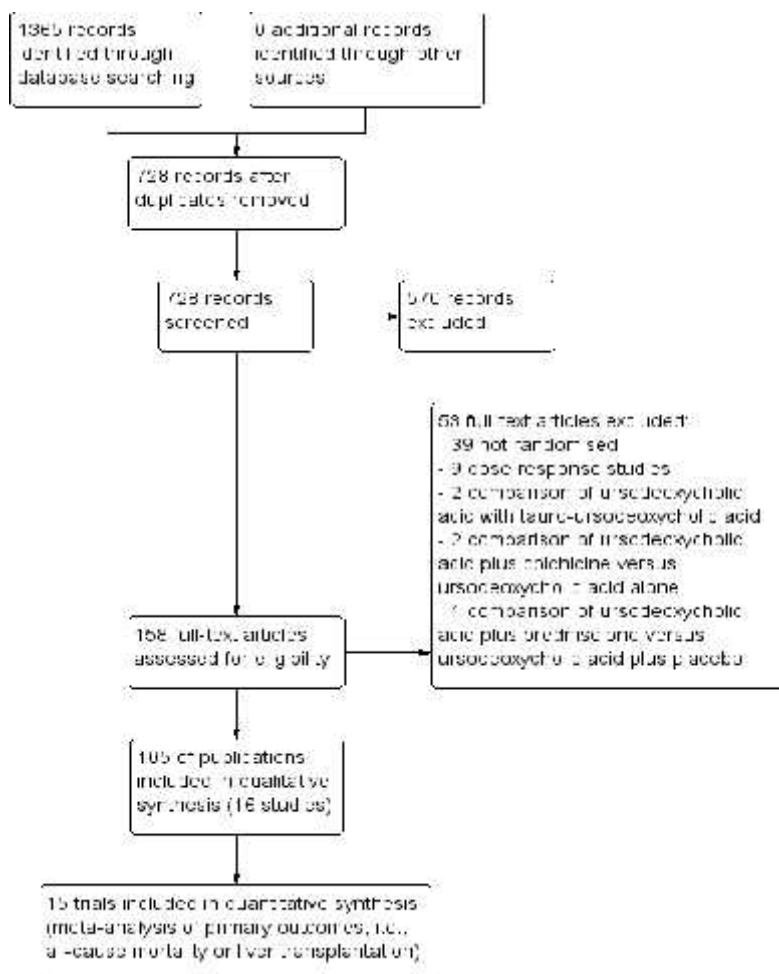 1365 records
identified through
database searching
0 additional records
identified through other
sources
728 records after
duplicates removed
728 records
screened
570 records
excluded
53 full-text articles excluded:
39 not randomised
- 9 dose response studies
- 2 comparison of ursodeoxycholic
acid with tauro-ursodeoxycholic acid
- 2 comparison of ursodeoxycholic
acid plus colchicine versus
ursodeoxycholic acid alone
1 comparison of ursodeoxycholic
acid plus prednisolone versus
ursodeoxycholic acid plus placebo
158 full-text articles
assessed for eligibility
105 of publications
included in qualitative
synthesis (16 studies)
15 trials included in quantitative synthesis
(meta-analysis of primary outcomes, i.e.,
all-cause mortality or liver transplantation)